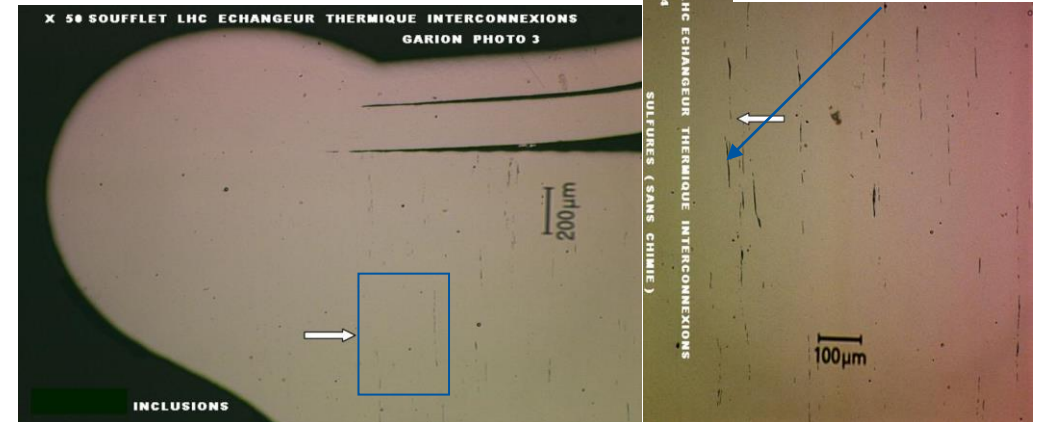 X 50 SOUFFLET LHC ECHANGEUR THERMIQUE INTERCONNEXIONS
GARION PHOTO 3
200µm
INCLUSIONS
4
LHC ECHANGEUR THERMIQUE INTERCONNEXIONS
SULFURES ( SANS CHIMIE )
100µm